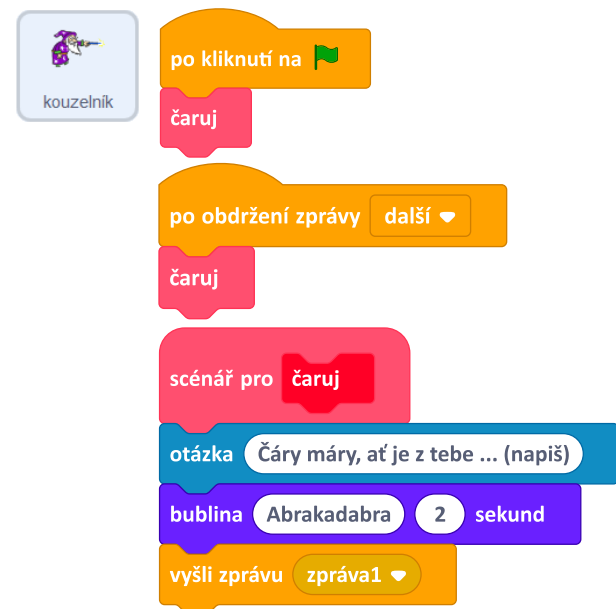 kouzelník
po kliknutí na
čaruj
po obdržení zprávy další
čaruj
scénář pro čaruj
otázka Čáry máry, ať je z tebe ... (napiš)
bublina Abrakadabra 2 sekund
vyšli zprávu zpráva1